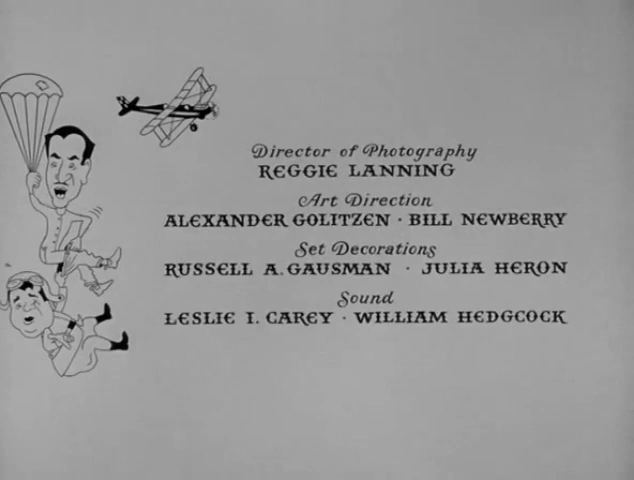 Director of Photography
REGGIE LANNING
Art Direction
ALEXANDER GOLITZEN · BILL NEWBERRY
Set Decorations
RUSSELL A. GAUSMAN · JULIA HERON
Sound
LESLIE I. CAREY · WILLIAM HEDGCOCK